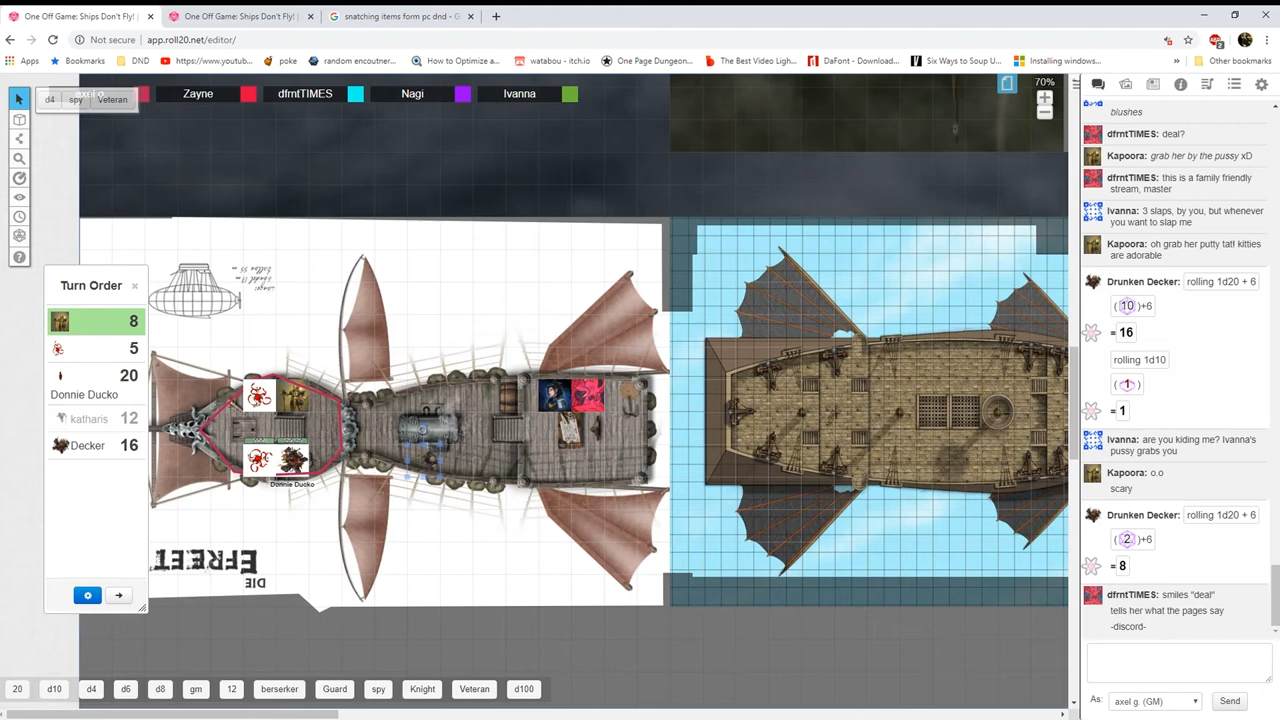 One Off Game: Ships Don't Fly! |
One Off Game: Ships Don't Fly! |
snatching items form pc dnd - G
Not secure | app.roll20.net/editor/
Apps
Bookmarks
DND
https://www.youtub...
poke
random encoutner...
How to Optimize a...
watabou - itch.io
One Page Dungeon...
The Best Video Ligh...
DaFont - Download...
Six Ways to Soup U...
Installing windows...
Other bookmarks
d4 spy Veteran
Zayne
dfrntTIMES
Nagi
Ivanna
70%
Turn Order
8
5
20
Donnie Ducko
katharis 12
Decker 16
Donnie Ducko
EFREET
DIE
blushes
dfrntTIMES: deal?
Kapoora: grab her by the pussy xD
dfrntTIMES: this is a family friendly
stream, master
Ivanna: 3 slaps, by you, but whenever
you want to slap me
Kapoora: oh grab her putty tat! kitties
are adorable
Drunken Decker: rolling 1d20 + 6
(10)+6
= 16
rolling 1d10
(1)
= 1
Ivanna: are you kiding me? Ivanna's
pussy grabs you
Kapoora: o.o
scary
Drunken Decker: rolling 1d20 + 6
(2)+6
= 8
dfrntTIMES: smiles "deal"
tells her what the pages say
-discord-
20 d10 d4 d6 d8 gm 12 berserker Guard spy Knight Veteran d100
As: axel g. (GM)
Send